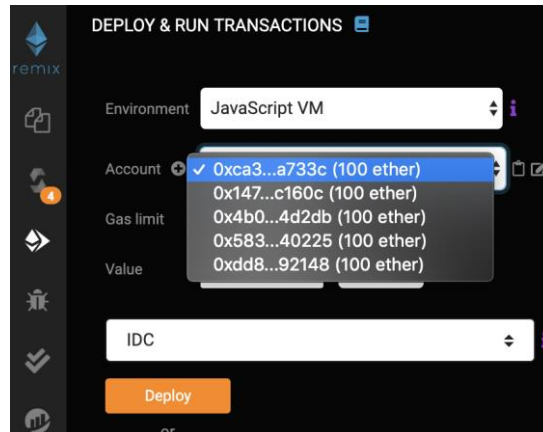 DEPLOY & RUN TRANSACTIONS
remix
Environment JavaScript VM i
Account ✓ 0xca3...a733c (100 ether)
0x147...c160c (100 ether)
4
Gas limit 0x4b0...4d2db (100 ether)
0x583...40225 (100 ether)
Value 0xdd8...92148 (100 ether)
IDC
Deploy
or